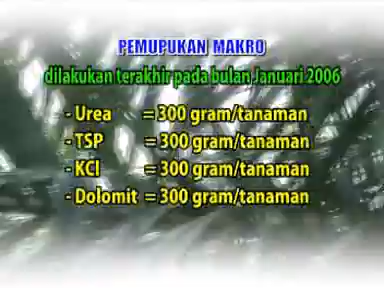 PEMUPUKAN MAKRO
dilakukan terakhir pada bulan Januari 2006
- Urea = 300 gram/tanaman
- TSP = 300 gram/tanaman
- KCl = 300 gram/tanaman
- Dolomit = 300 gram/tanaman